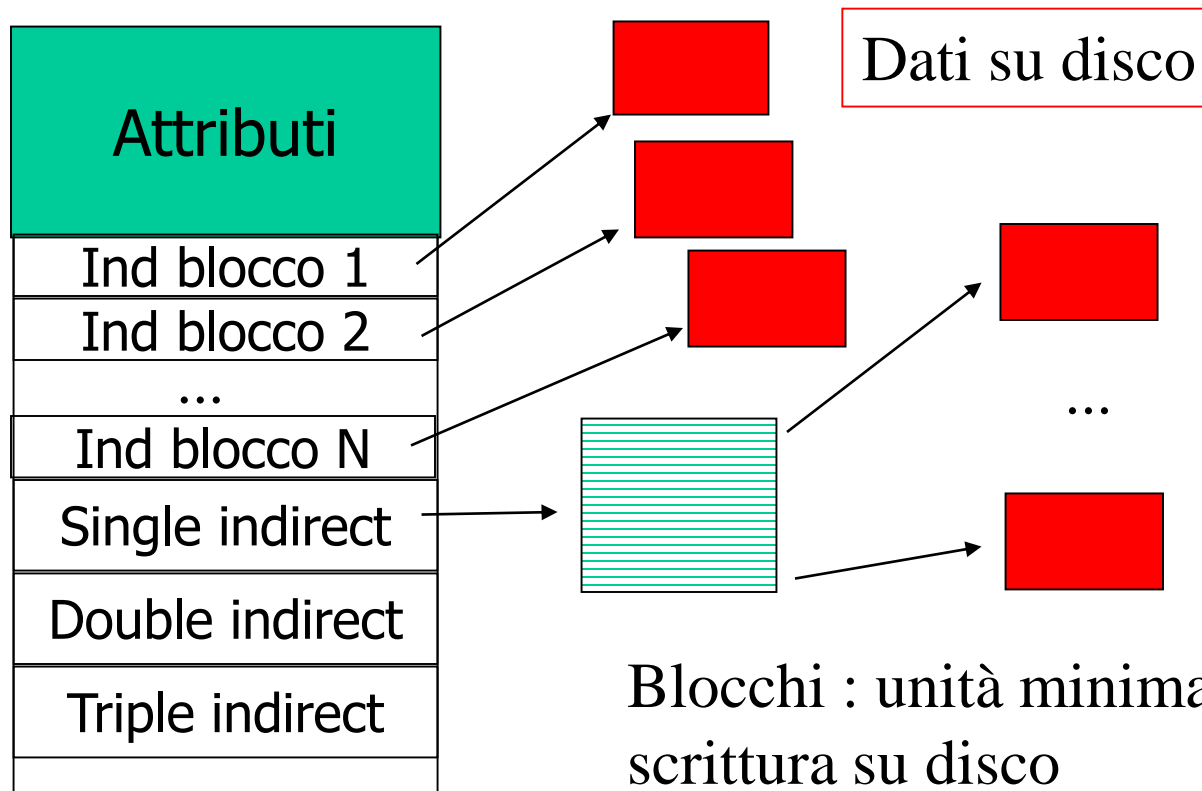 Dati su disco
Attributi
Ind blocco 1
Ind blocco 2
...
Ind blocco N
Single indirect
Double indirect
Triple indirect
...
Blocchi : unità minima
scrittura su disco